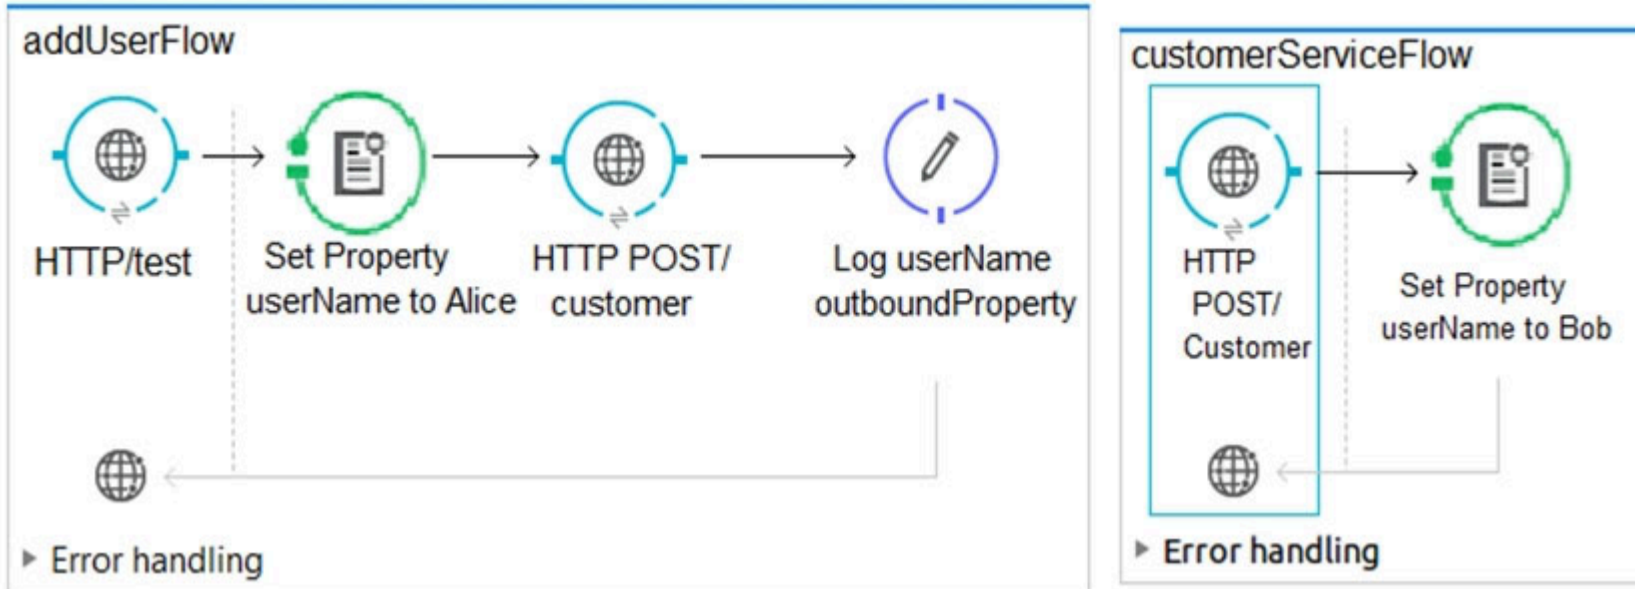 addUserFlow
HTTP/test
Set Property
userName to Alice
HTTP POST/
customer
Log userName
outboundProperty
Error handling
customerServiceFlow
HTTP
POST/
Customer
Set Property
userName to Bob
Error handling